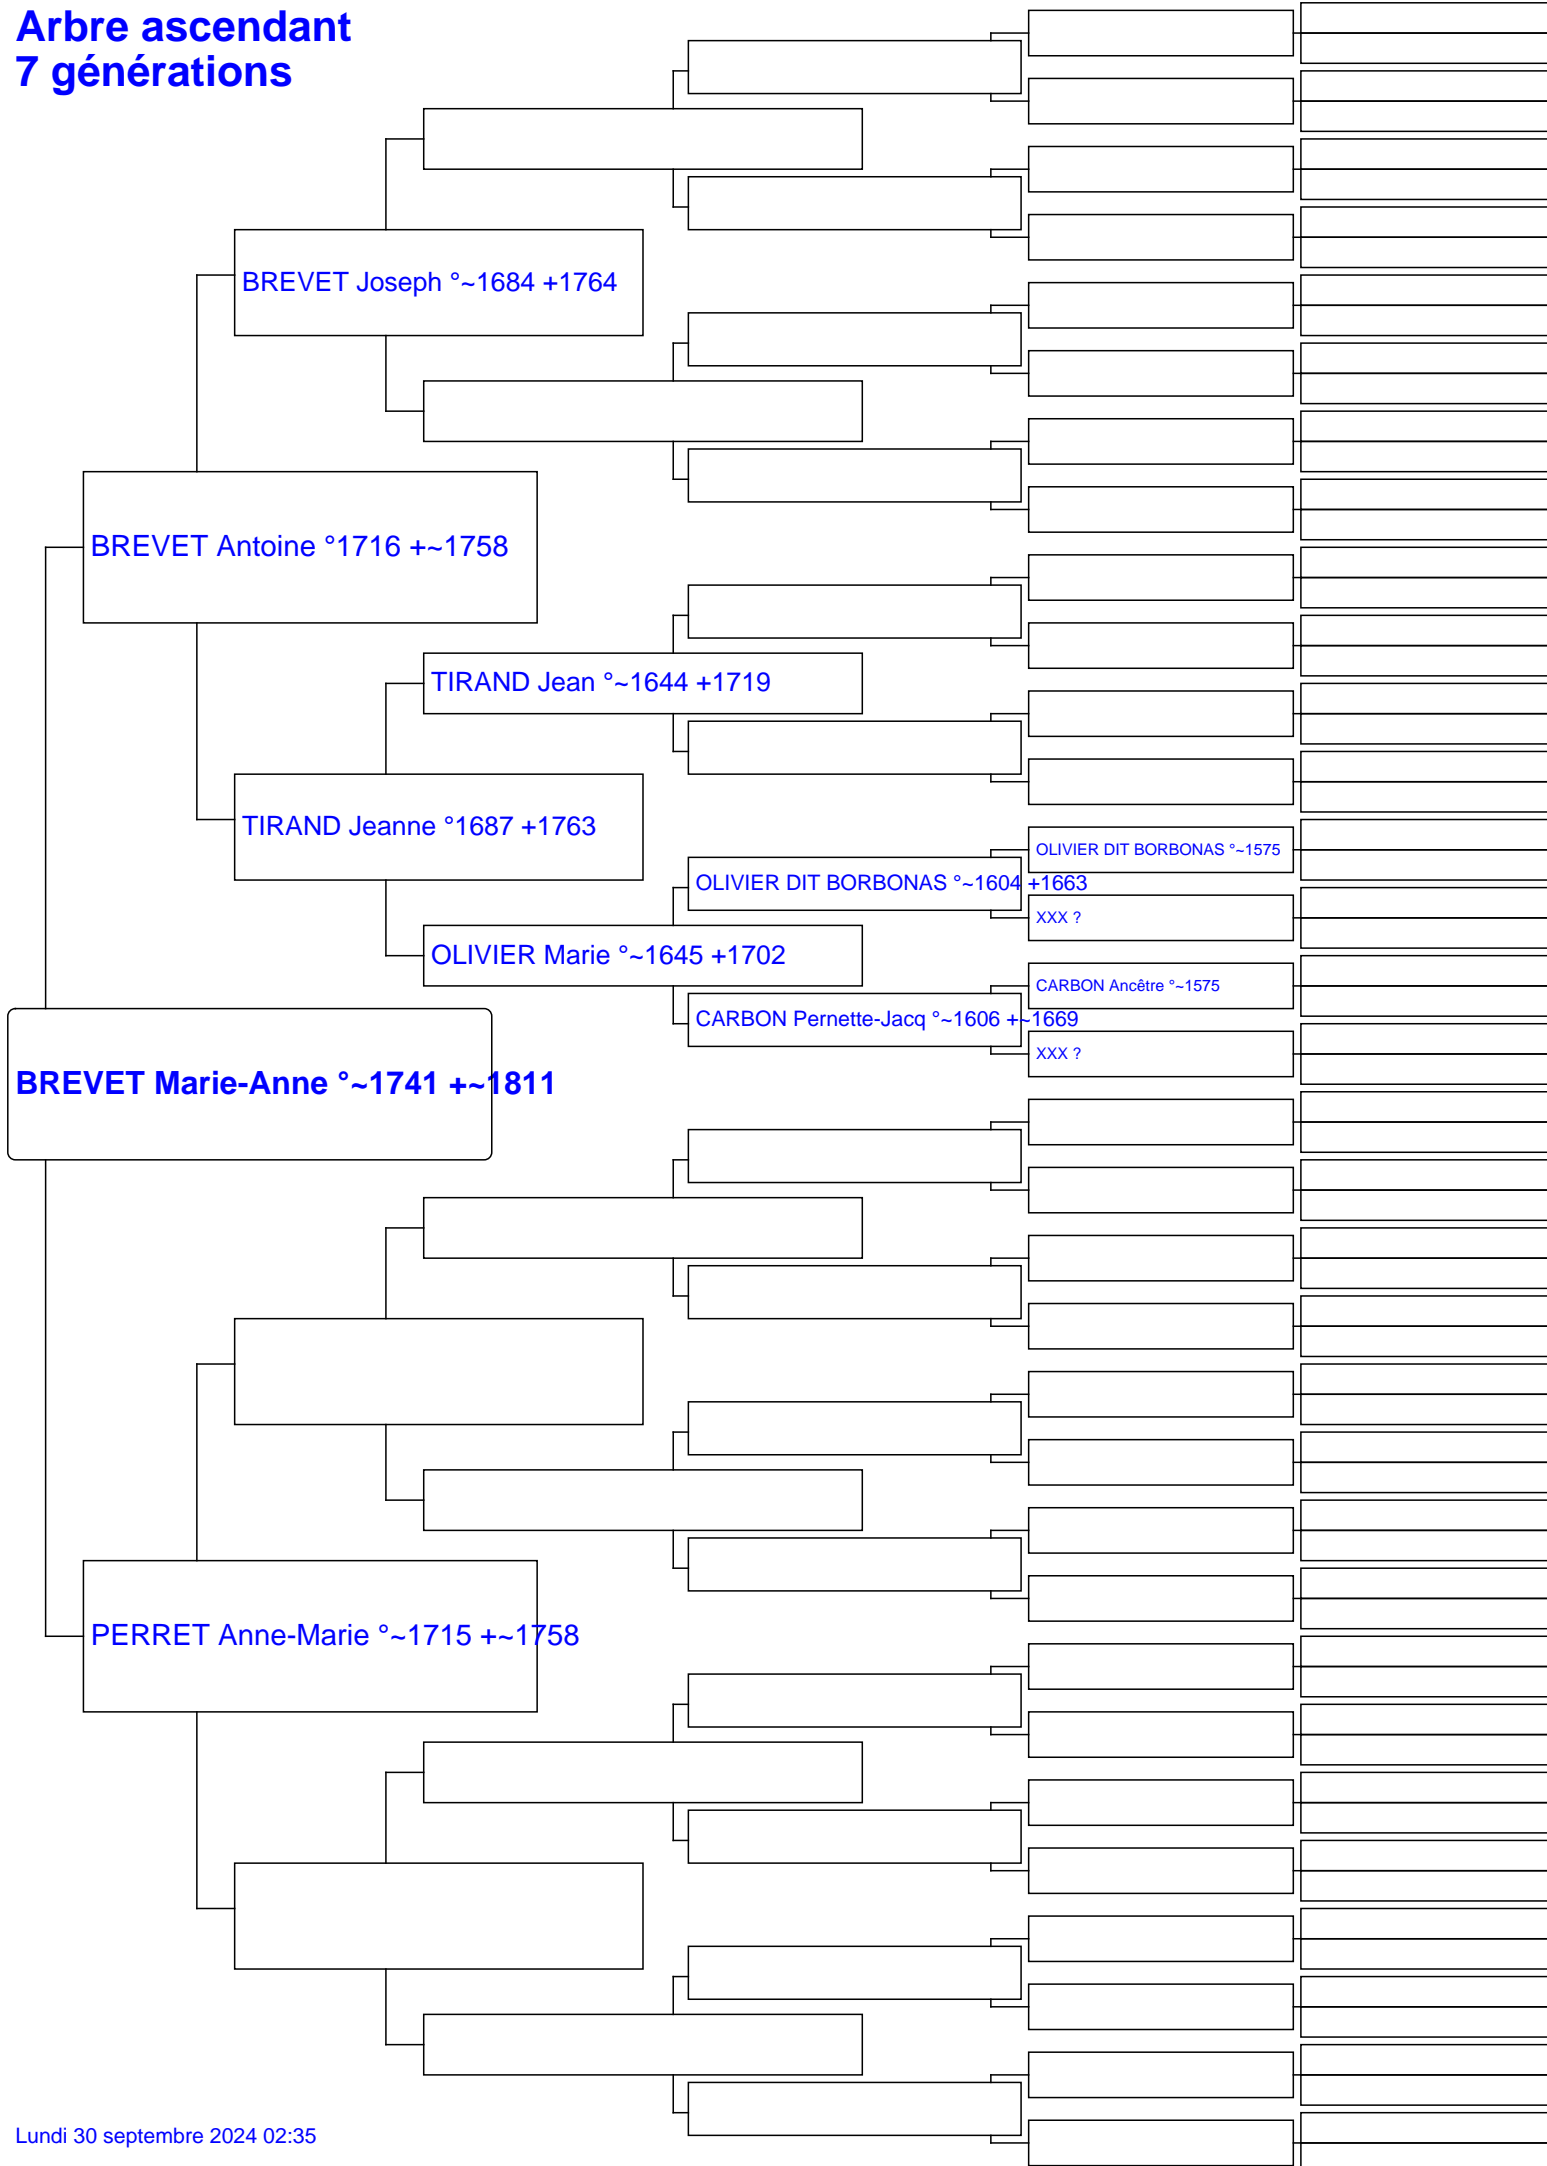 Arbre ascendant
7 générations
BREVET Joseph °~1684 +1764
BREVET Antoine °1716 +~1758
TIRAND Jean °~1644 +1719
TIRAND Jeanne °1687 +1763
OLIVIER DIT BORBONAS °~1575
OLIVIER DIT BORBONAS °~1604 +1663
XXX ?
OLIVIER Marie °~1645 +1702
CARBON Ancêtre °~1575
CARBON Pernette-Jacq °~1606 +~1669
XXX ?
BREVET Marie-Anne °~1741 +~1811
PERRET Anne-Marie °~1715 +~1758
Lundi 30 septembre 2024 02:35